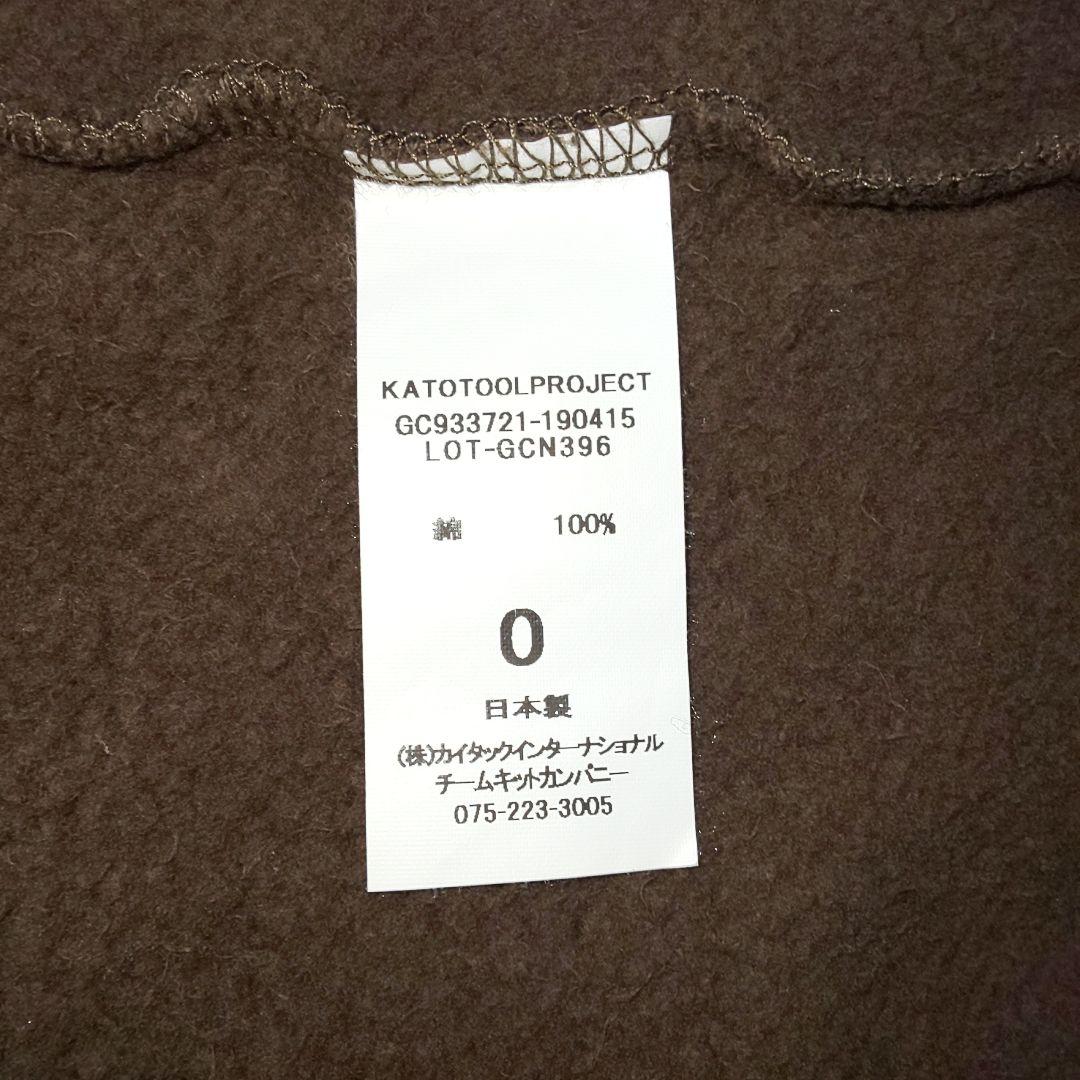 KATOTOOLPROJECT
GC933721-190415
LOT-GCN396
綿 100%
0
日本製
(株)カイタックインターナショナル
チームキットカンパニー
075-223-3005